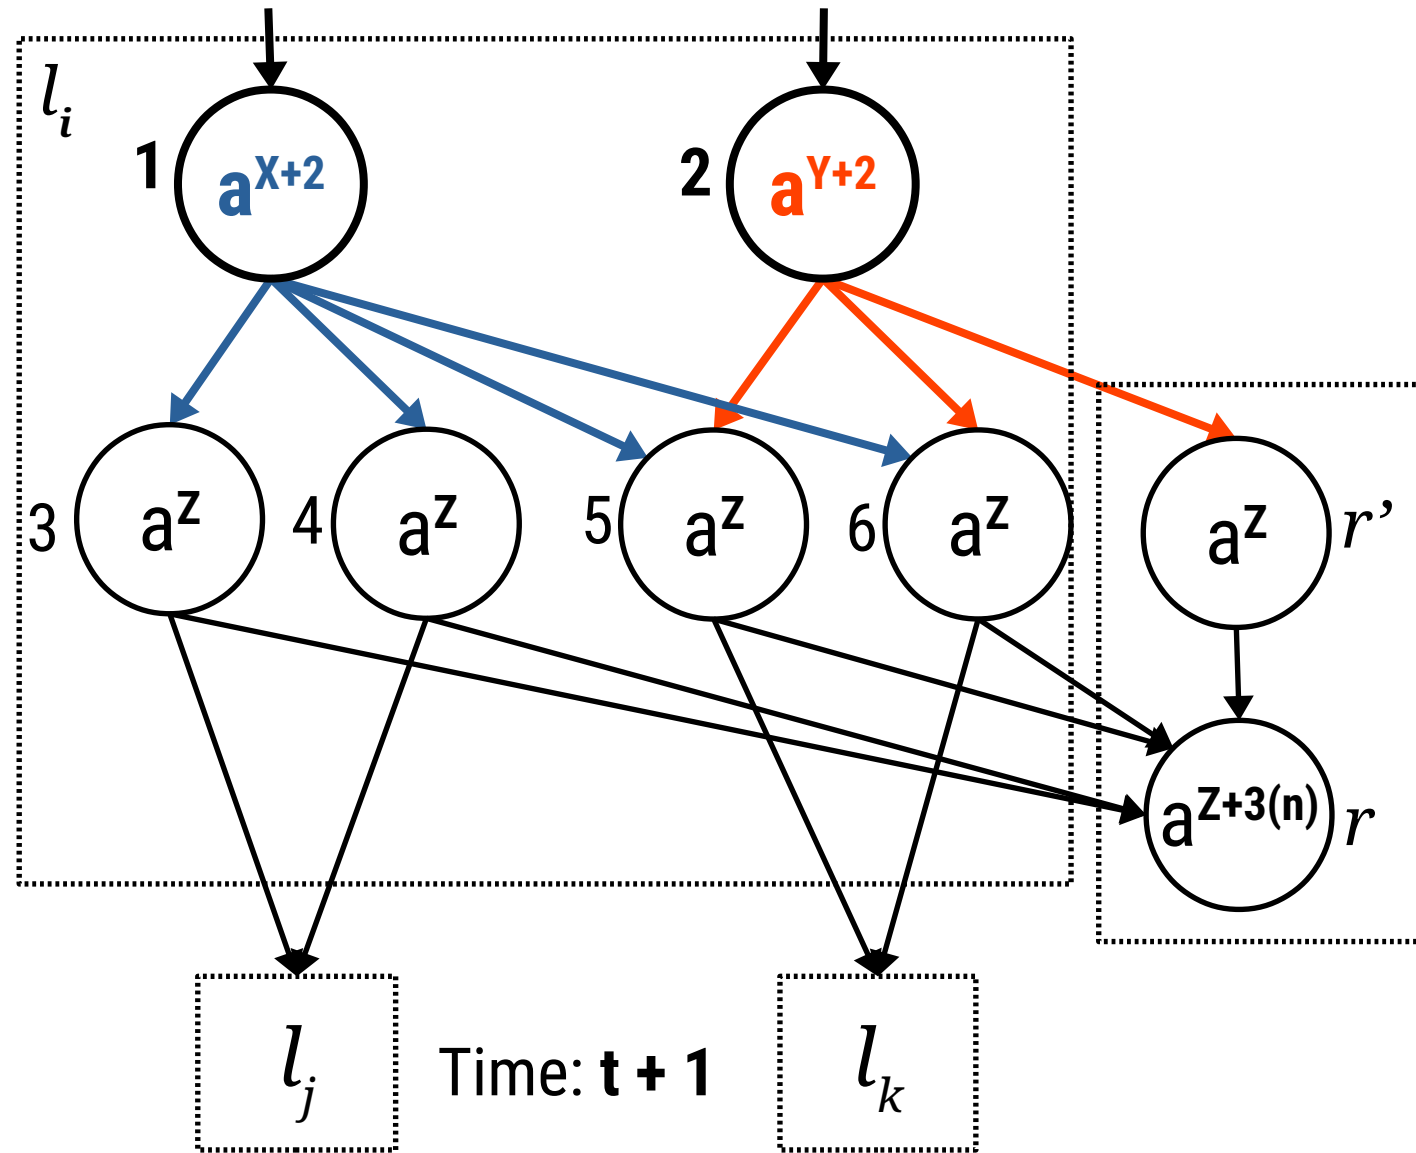 l_i
1 a^{X+2} 2 a^{Y+2}
3 a^Z 4 a^Z 5 a^Z 6 a^Z a^Z r’
a^{Z+3(n)} r
l_j Time: t + 1 l_k